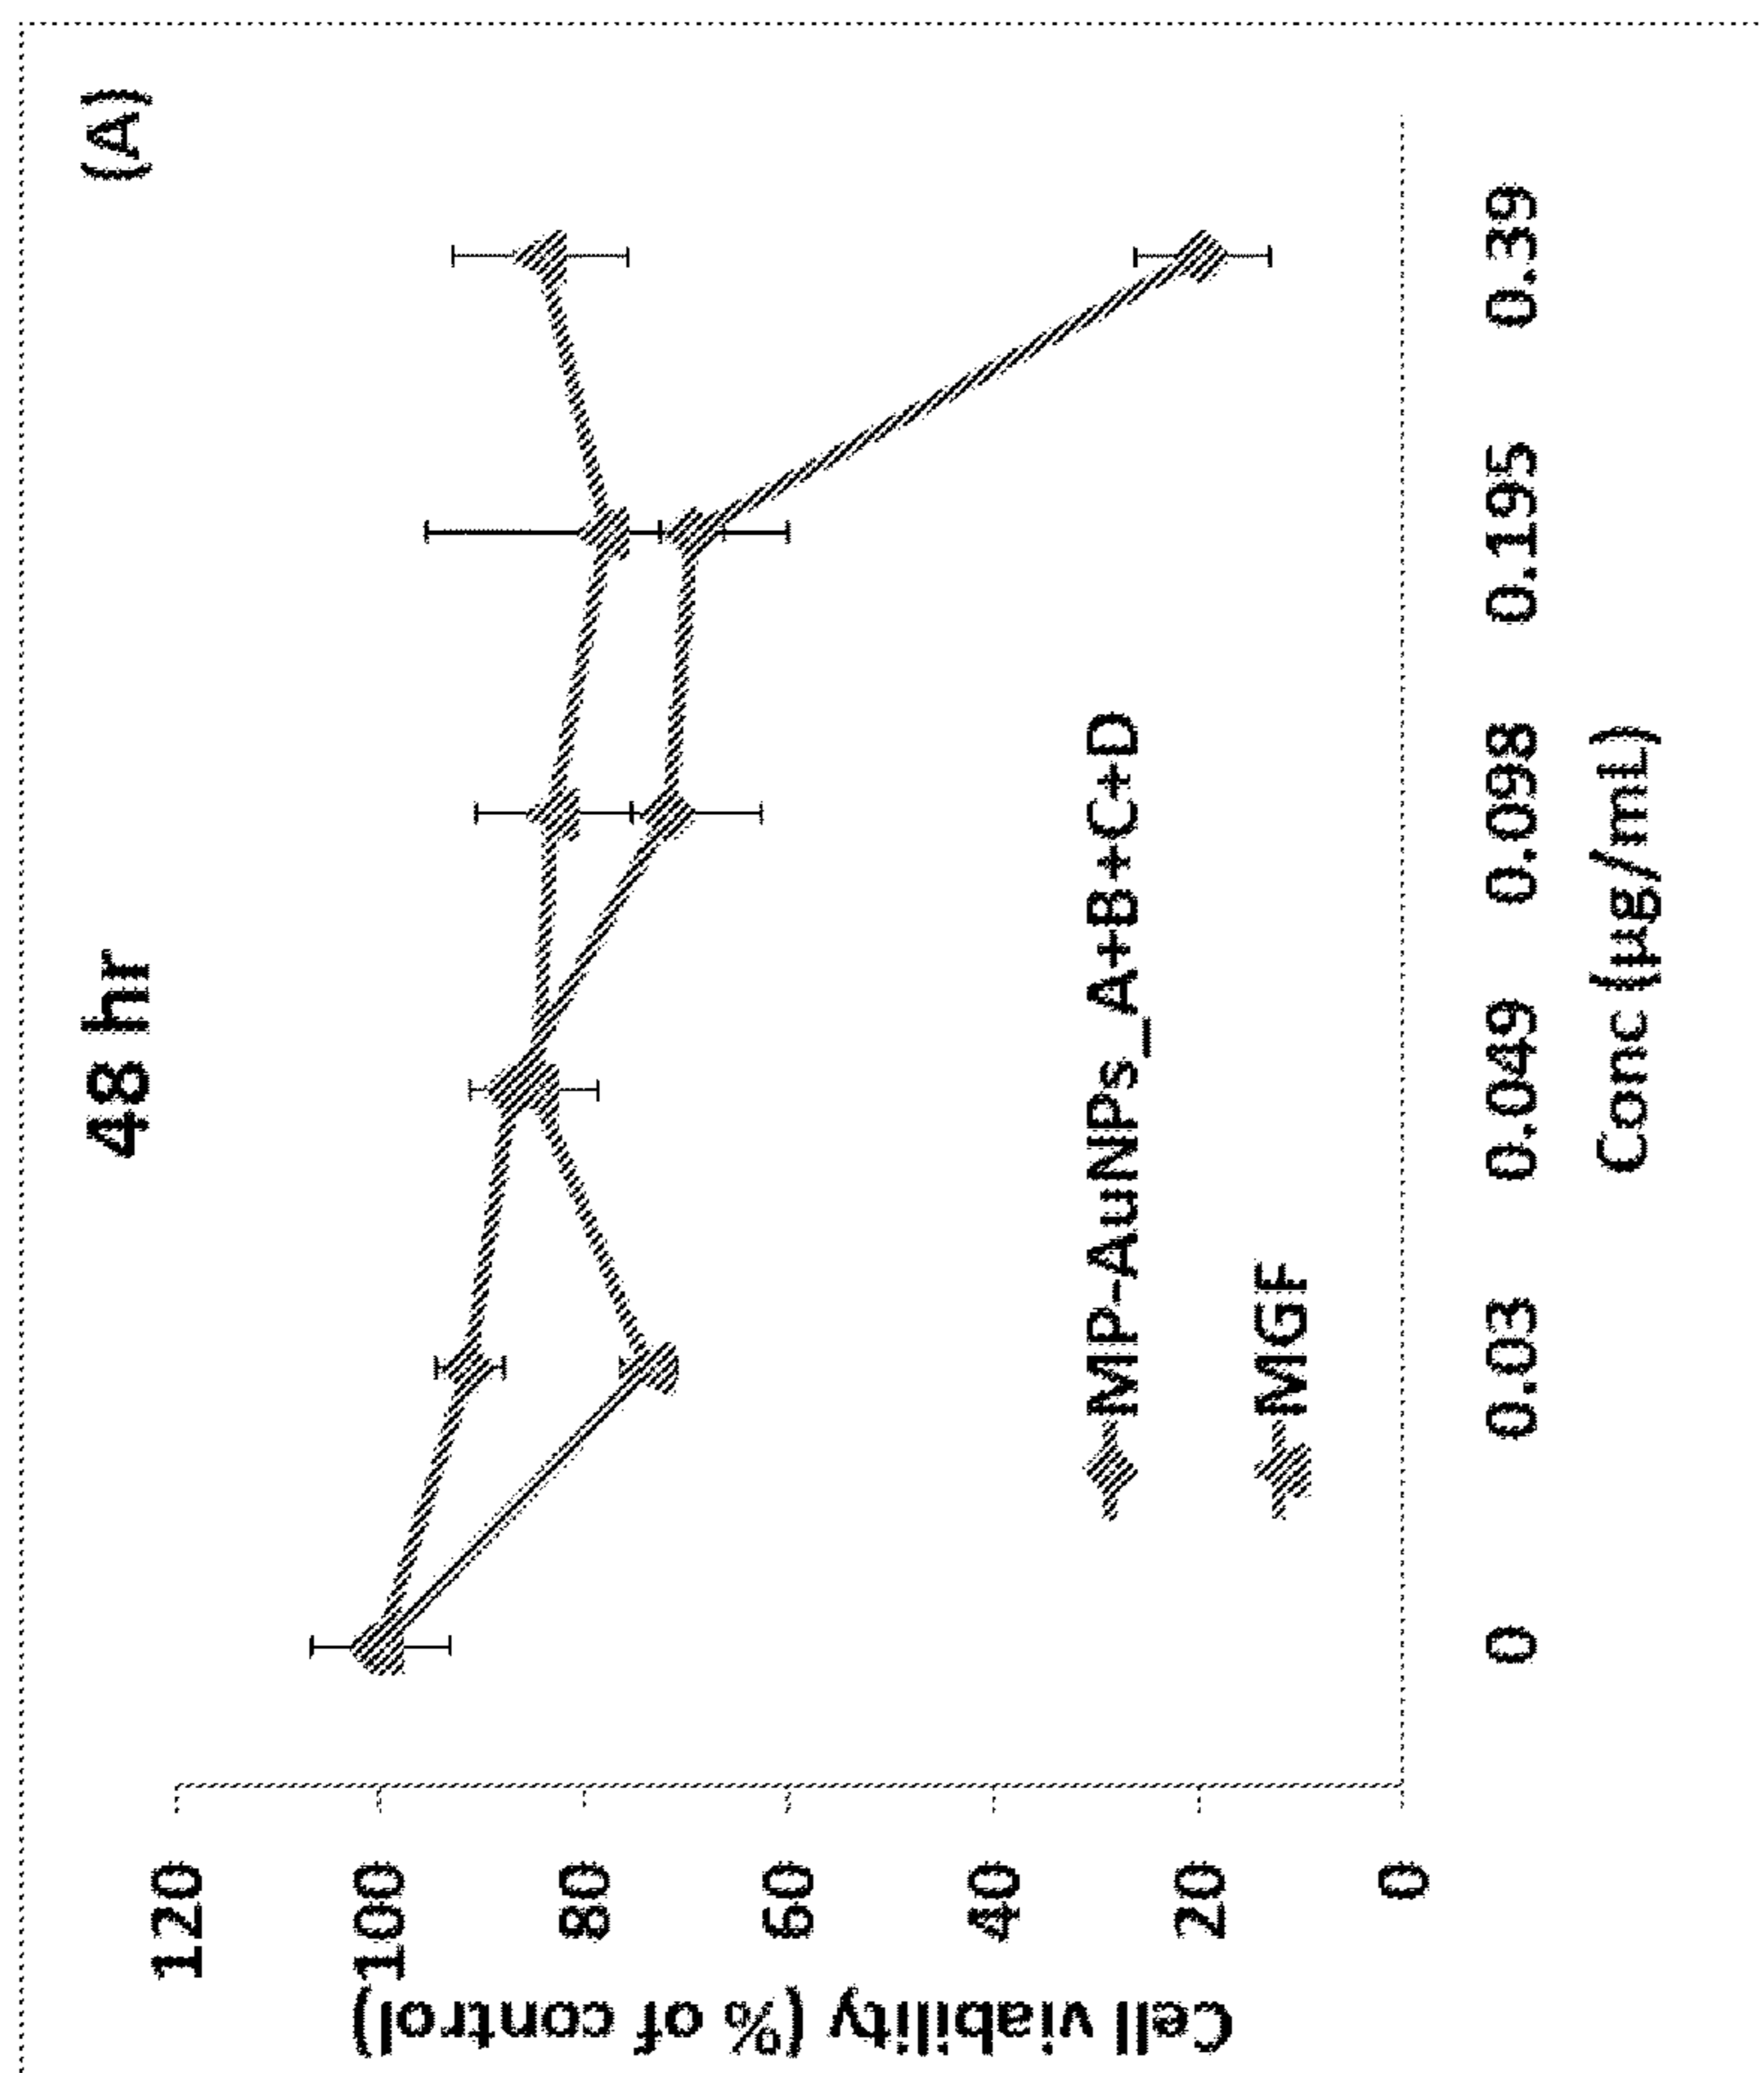 48 hr
(A)
Cell viability (% of control)
120
100
80
60
40
20
0
MP-AuNPs_A+B+C+D
MGF
0 0.03 0.049 0.098 0.195 0.39
Conc (µg/mL)